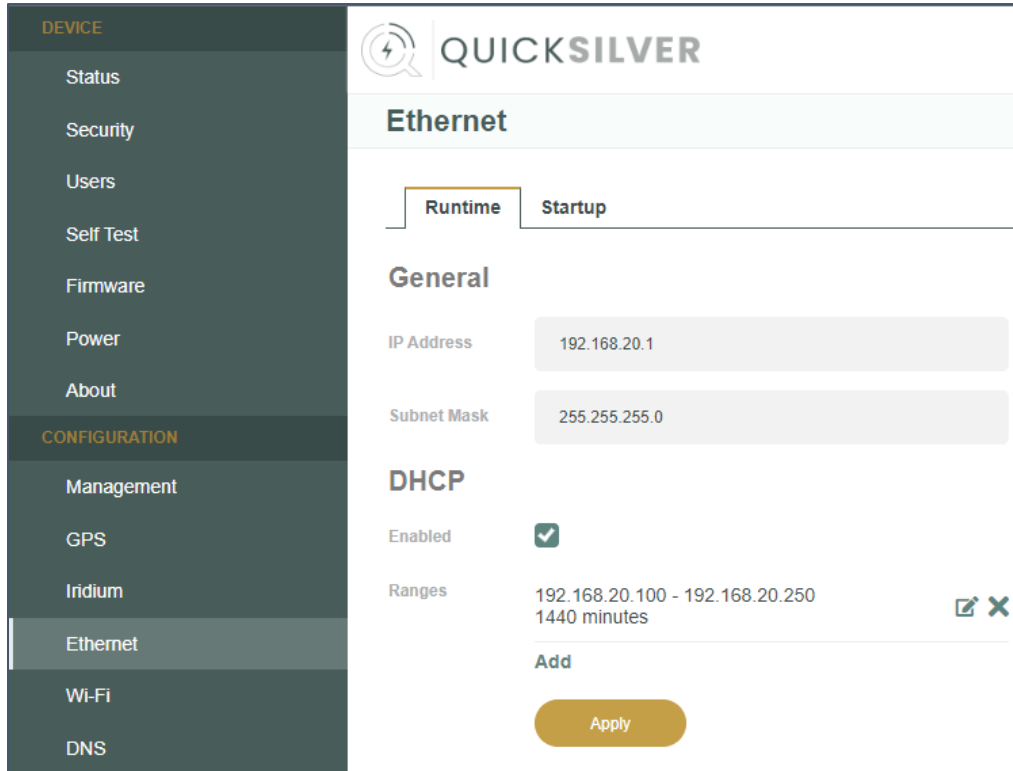 DEVICE
Status
Security
Users
Self Test
Firmware
Power
About
CONFIGURATION
Management
GPS
Iridium
Ethernet
Wi-Fi
DNS
QUICKSILVER
Ethernet
Runtime Startup
General
IP Address 192.168.20.1
Subnet Mask 255.255.255.0
DHCP
Enabled
Ranges 192.168.20.100 - 192.168.20.250
1440 minutes
Add
Apply